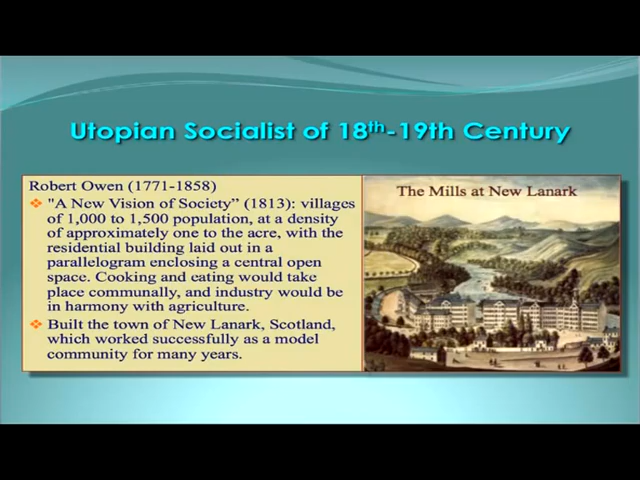 Utopian Socialist of 18th-19th Century
Robert Owen (1771-1858)
"A New Vision of Society” (1813): villages
of 1,000 to 1,500 population, at a density
of approximately one to the acre, with the
residential building laid out in a
parallelogram enclosing a central open
space. Cooking and eating would take
place communally, and industry would be
in harmony with agriculture.
Built the town of New Lanark, Scotland,
which worked successfully as a model
community for many years.
The Mills at New Lanark